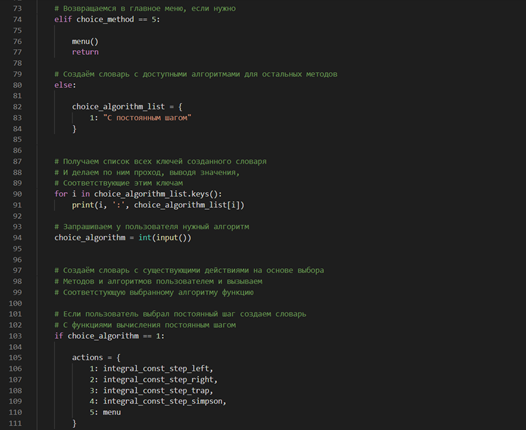 73 # Возвращаемся в главное меню, если нужно
74 elif choice_method == 5:
75
76 menu()
77 return
78
79 # Создаём словарь с доступными алгоритмами для остальных методов
80 else:
81
82 choice_algorithm_list = {
83 1: "С постоянным шагом"
84 }
85
86
87 # Получаем список всех ключей созданного словаря
88 # И делаем по ним проход, выводя значения,
89 # Соответствующие этим ключам
90 for i in choice_algorithm_list.keys():
91 print(i, ':', choice_algorithm_list[i])
92
93 # Запрашиваем у пользователя нужный алгоритм
94 choice_algorithm = int(input())
95
96
97 # Создаём словарь с существующими действиями на основе выбора
98 # Методов и алгоритмов пользователем и вызываем
99 # Соответстующую выбранному алгоритму функцию
100
101 # Если пользователь выбрал постоянный шаг создаем словарь
102 # С функциями вычисления постоянным шагом
103 if choice_algorithm == 1:
104
105 actions = {
106 1: integral_const_step_left,
107 2: integral_const_step_right,
108 3: integral_const_step_trap,
109 4: integral_const_step_simpson,
110 5: menu
111 }